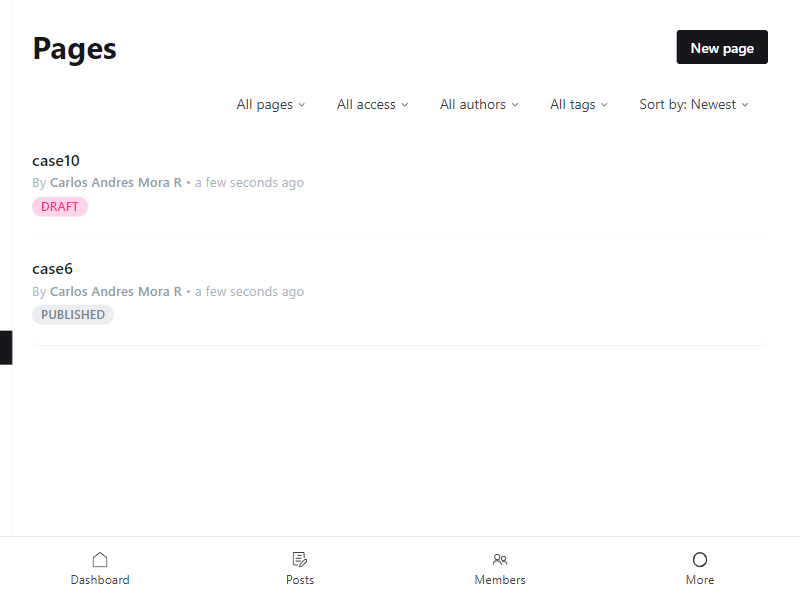 Pages
New page
All pages
All access
All authors
All tags
Sort by: Newest
case10
By Carlos Andres Mora R • a few seconds ago
DRAFT
case6
By Carlos Andres Mora R • a few seconds ago
PUBLISHED
Dashboard
Posts
Members
More